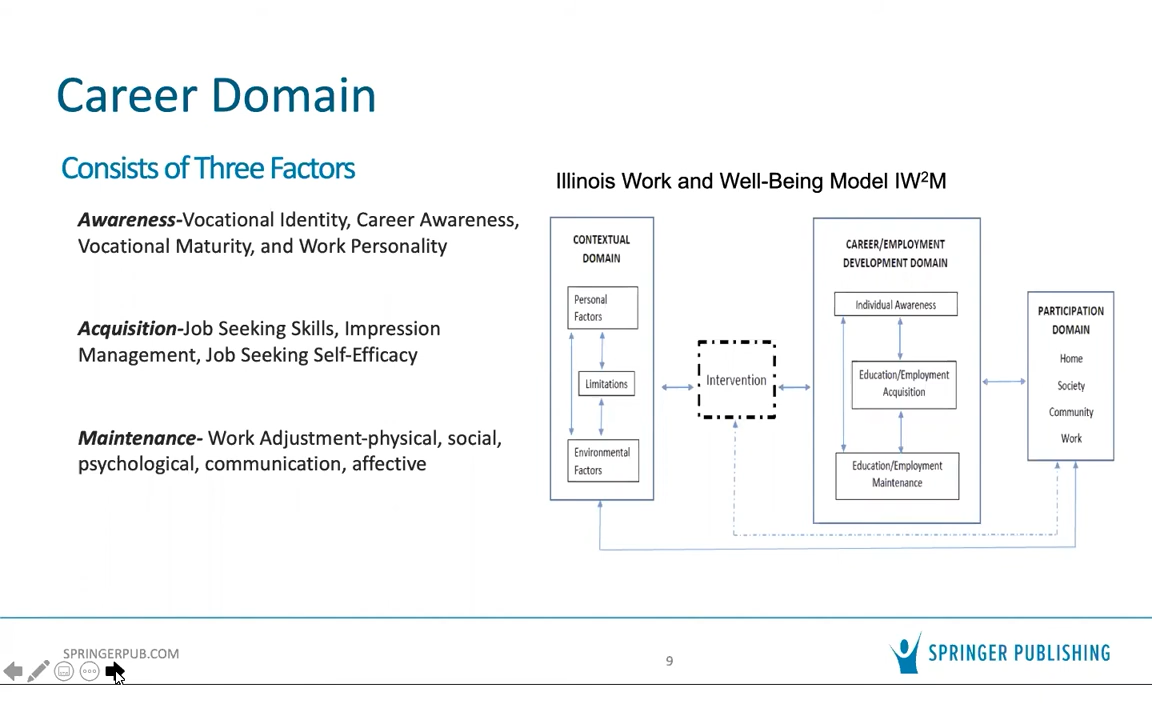 Career Domain
Consists of Three Factors
Awareness-Vocational Identity, Career Awareness,
Vocational Maturity, and Work Personality
Acquisition-Job Seeking Skills, Impression
Management, Job Seeking Self-Efficacy
Maintenance- Work Adjustment-physical, social,
psychological, communication, affective
Illinois Work and Well-Being Model IW²M
CONTEXTUAL
DOMAIN
Personal
Factors
Limitations
Environmental
Factors
Intervention
CAREER/EMPLOYMENT
DEVELOPMENT DOMAIN
Individual Awareness
Education/Employment
Acquisition
Education/Employment
Maintenance
PARTICIPATION
DOMAIN
Home
Society
Community
Work
SPRINGERPUB.COM
9
SPRINGER PUBLISHING